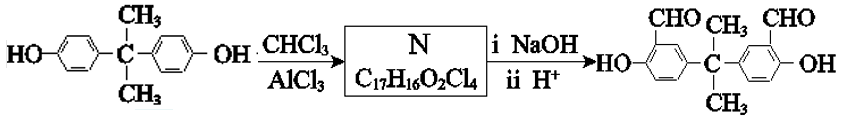 CH₃
HO C OH
CH₃
CHCl₃
AlCl₃
N
C₁₇H₁₆O₂Cl₄
i NaOH
ii H⁺
CHO CH₃ CHO
HO C OH
CH₃